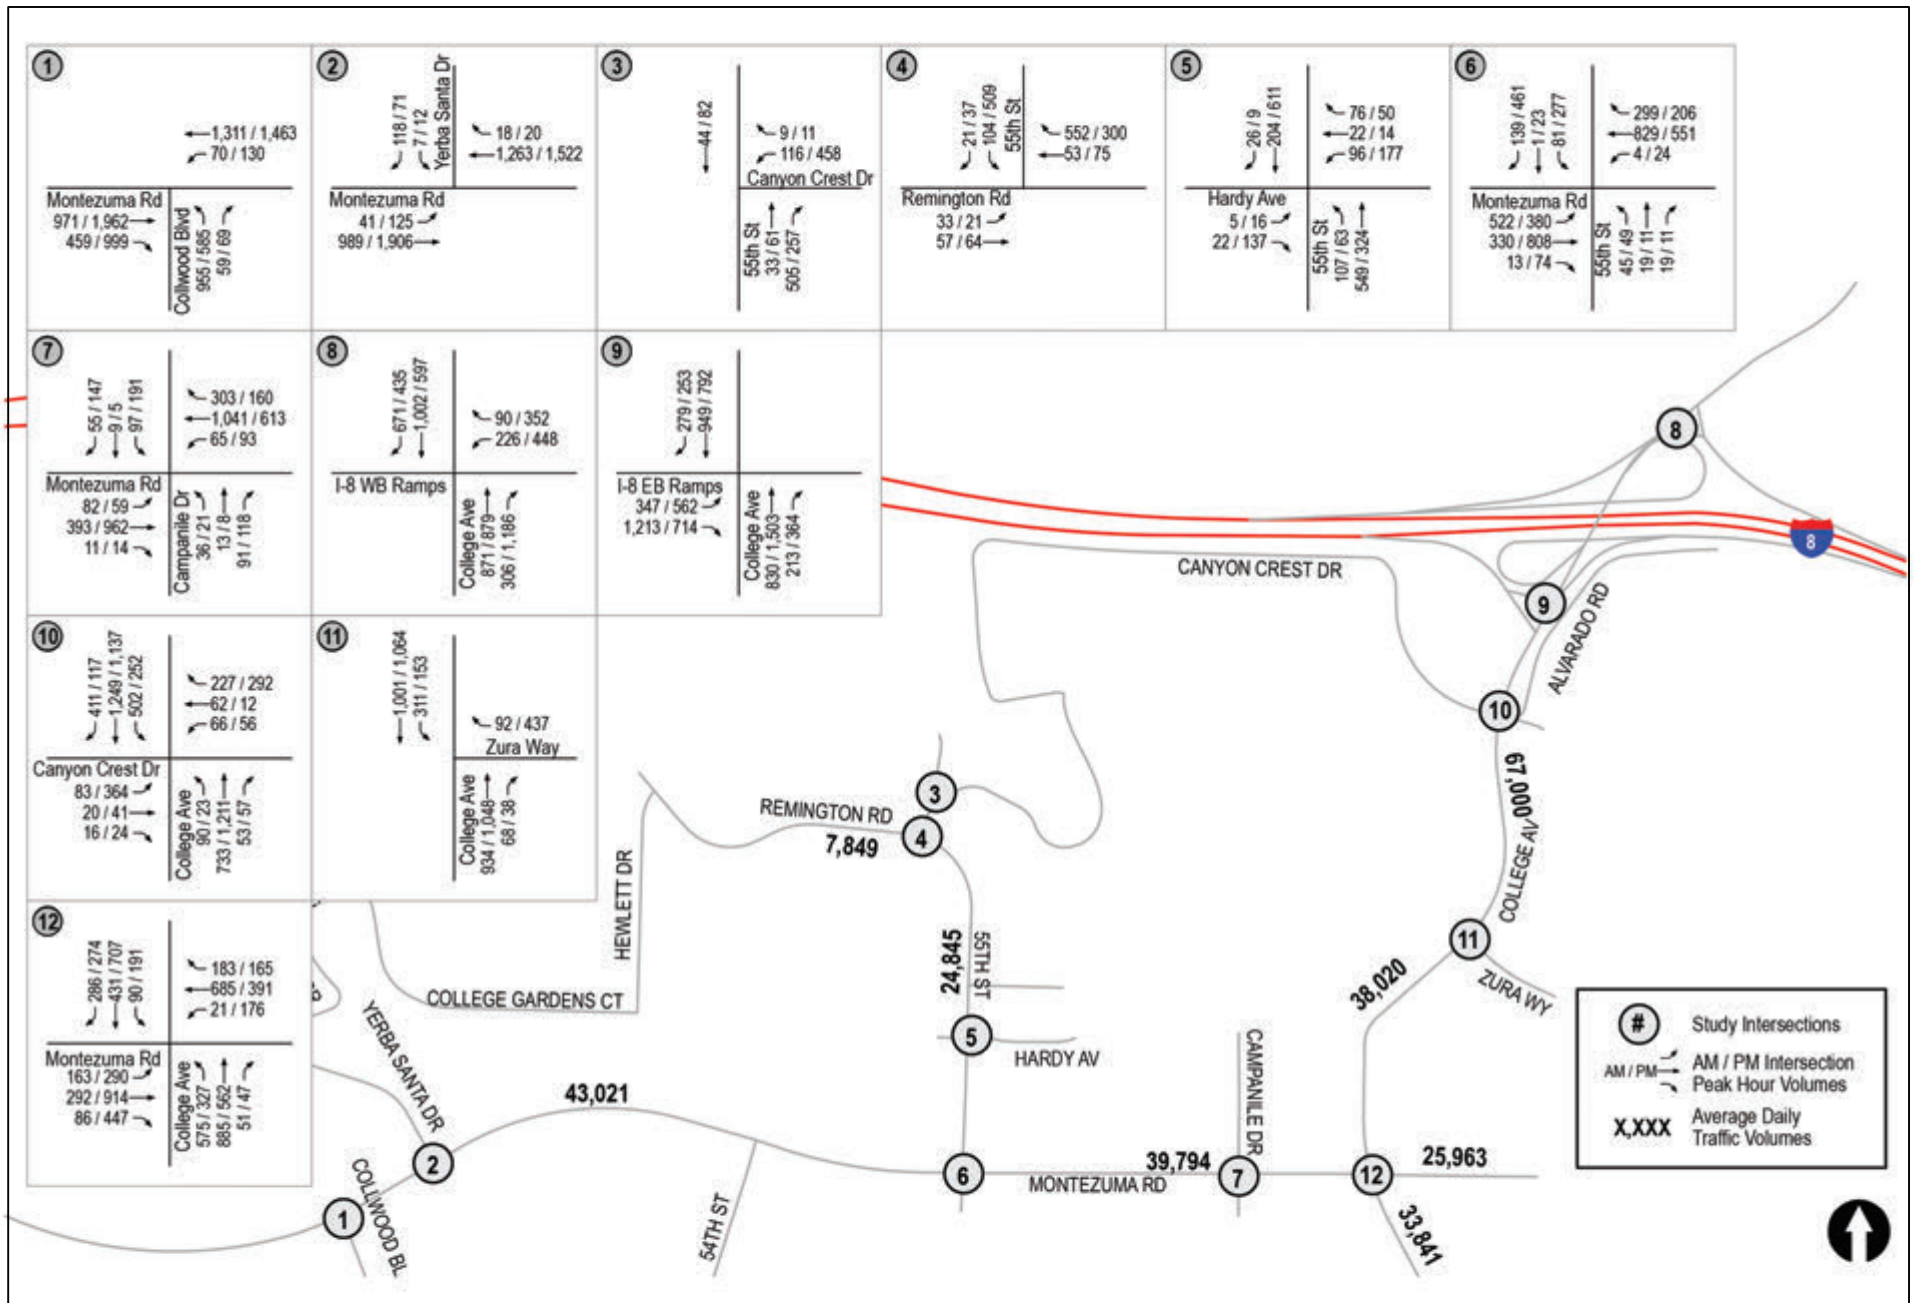 1
1,311 / 1,463
70 / 130
Montezuma Rd
971 / 1,962
459 / 999
Collwood Blvd
955 / 585
59 / 69
2
118 / 71
7 / 12
Yerba Santa Dr
18 / 20
1,263 / 1,522
Montezuma Rd
41 / 125
989 / 1,906
3
44 / 82
9 / 11
116 / 458
Canyon Crest Dr
55th St
33 / 61
505 / 257
4
21 / 37
104 / 509
55th St
552 / 300
53 / 75
Remington Rd
33 / 21
57 / 64
5
26 / 9
204 / 611
76 / 50
22 / 14
96 / 177
Hardy Ave
5 / 16
22 / 137
55th St
107 / 63
549 / 324
6
139 / 461
1 / 23
81 / 277
299 / 206
829 / 551
4 / 24
Montezuma Rd
522 / 380
330 / 808
13 / 74
55th St
45 / 49
19 / 11
19 / 11
7
55 / 147
9 / 5
97 / 191
303 / 160
1,041 / 613
65 / 93
Montezuma Rd
82 / 59
393 / 962
11 / 14
Campanile Dr
36 / 21
13 / 8
91 / 118
8
671 / 435
1,002 / 597
90 / 352
226 / 448
I-8 WB Ramps
College Ave
871 / 879
306 / 1,186
9
279 / 253
949 / 792
I-8 EB Ramps
347 / 562
1,213 / 714
College Ave
830 / 1,503
213 / 364
10
411 / 117
1,249 / 1,137
502 / 252
227 / 292
62 / 12
66 / 56
Canyon Crest Dr
83 / 364
20 / 41
16 / 24
College Ave
90 / 23
733 / 1,211
53 / 57
11
1,001 / 1,064
311 / 153
92 / 437
Zura Way
College Ave
934 / 1,048
68 / 38
12
286 / 274
431 / 707
90 / 191
183 / 165
685 / 391
21 / 176
Montezuma Rd
163 / 290
292 / 914
86 / 447
College Ave
575 / 327
885 / 562
51 / 47
8
8
CANYON CREST DR
9
ALVARADO RD
10
67,000
COLLEGE AV
3
REMINGTON RD
4
7,849
HEWLETT DR
11
24,845
55TH ST
38,020
ZURA WY
COLLEGE GARDENS CT
YERBA SANTA DR
5
HARDY AV
CAMPANILE DR
43,021
2
6
39,794
7
12
25,963
MONTEZUMA RD
1
COLLWOOD BL
54TH ST
33,841
# Study Intersections
AM / PM AM / PM Intersection
Peak Hour Volumes
X,XXX Average Daily
Traffic Volumes